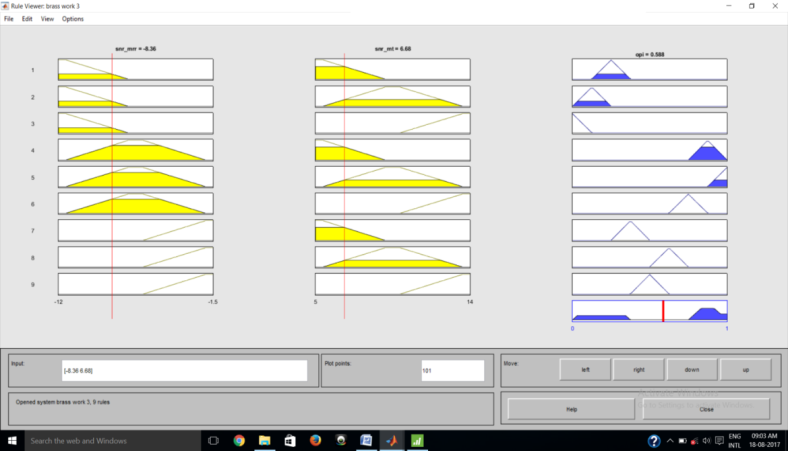 Rule Viewer: brass work 3
File Edit View Options
snr_mrr = -8.36 snr_mt = 6.68 opi = 0.588
1
2
3
4
5
6
7
8
9
-12 -1.5 5 14
0 1
Input: [-8.36 6.68] Plot points: 101 Move: left right down up
Opened system brass work 3, 9 rules Help Close
Search the web and Windows ENG 09:03 AM
INTL 18-08-2017